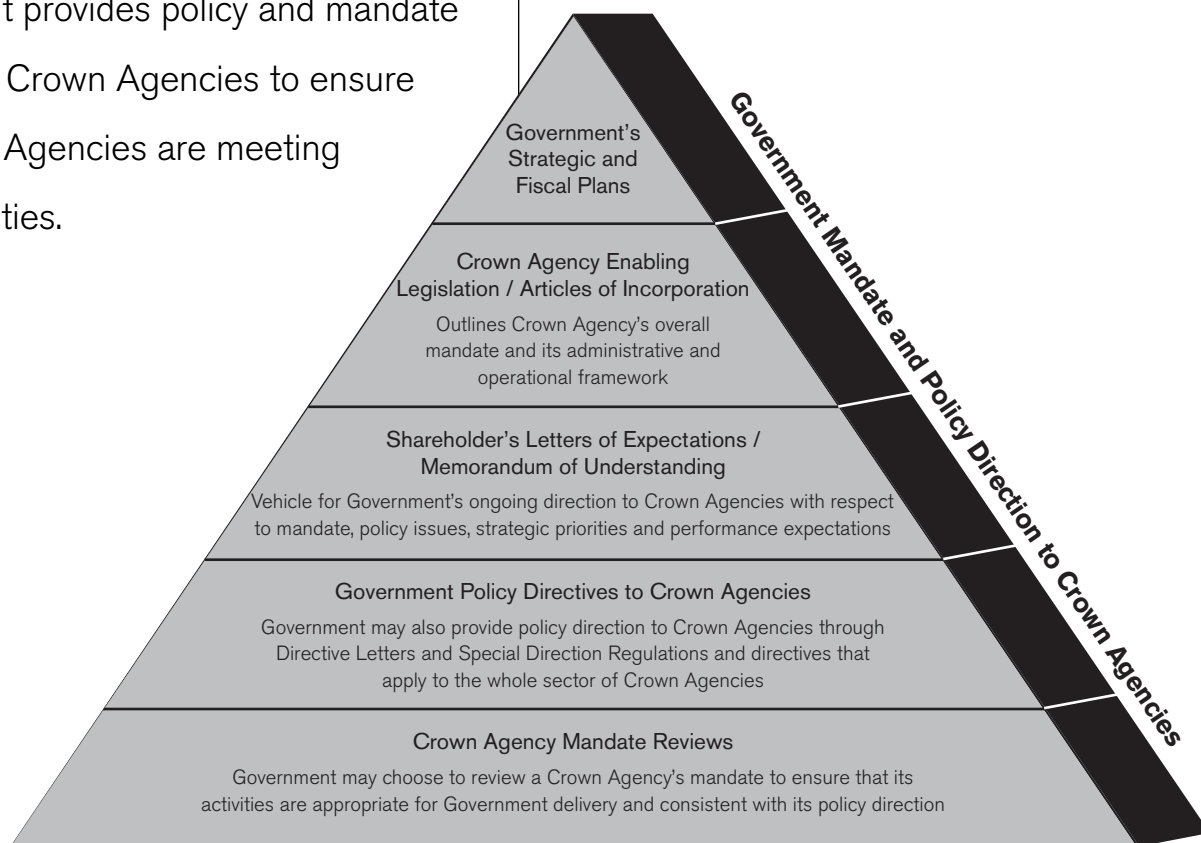 t provides policy and mandate
Crown Agencies to ensure
Agencies are meeting
ties.
Government's
Strategic and
Fiscal Plans
Crown Agency Enabling
Legislation / Articles of Incorporation
Outlines Crown Agency's overall
mandate and its administrative and
operational framework
Shareholder's Letters of Expectations /
Memorandum of Understanding
Vehicle for Government's ongoing direction to Crown Agencies with respect
to mandate, policy issues, strategic priorities and performance expectations
Government Policy Directives to Crown Agencies
Government may also provide policy direction to Crown Agencies through
Directive Letters and Special Direction Regulations and directives that
apply to the whole sector of Crown Agencies
Crown Agency Mandate Reviews
Government may choose to review a Crown Agency's mandate to ensure that its
activities are appropriate for Government delivery and consistent with its policy direction
Government Mandate and Policy Direction to Crown Agencies